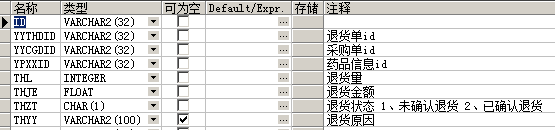 名称 类型 可为空 Default/Expr. 存储 注释
ID VARCHAR2(32) ...
YYTHDID VARCHAR2(32) ... 退货单id
YYCGDID VARCHAR2(32) ... 采购单id
YPXXID VARCHAR2(32) ... 药品信息id
THL INTEGER ... 退货量
THJE FLOAT ... 退货金额
THZT CHAR(1) ... 退货状态 1、未确认退货 2、已确认退货
THYY VARCHAR2(100) ... 退货原因